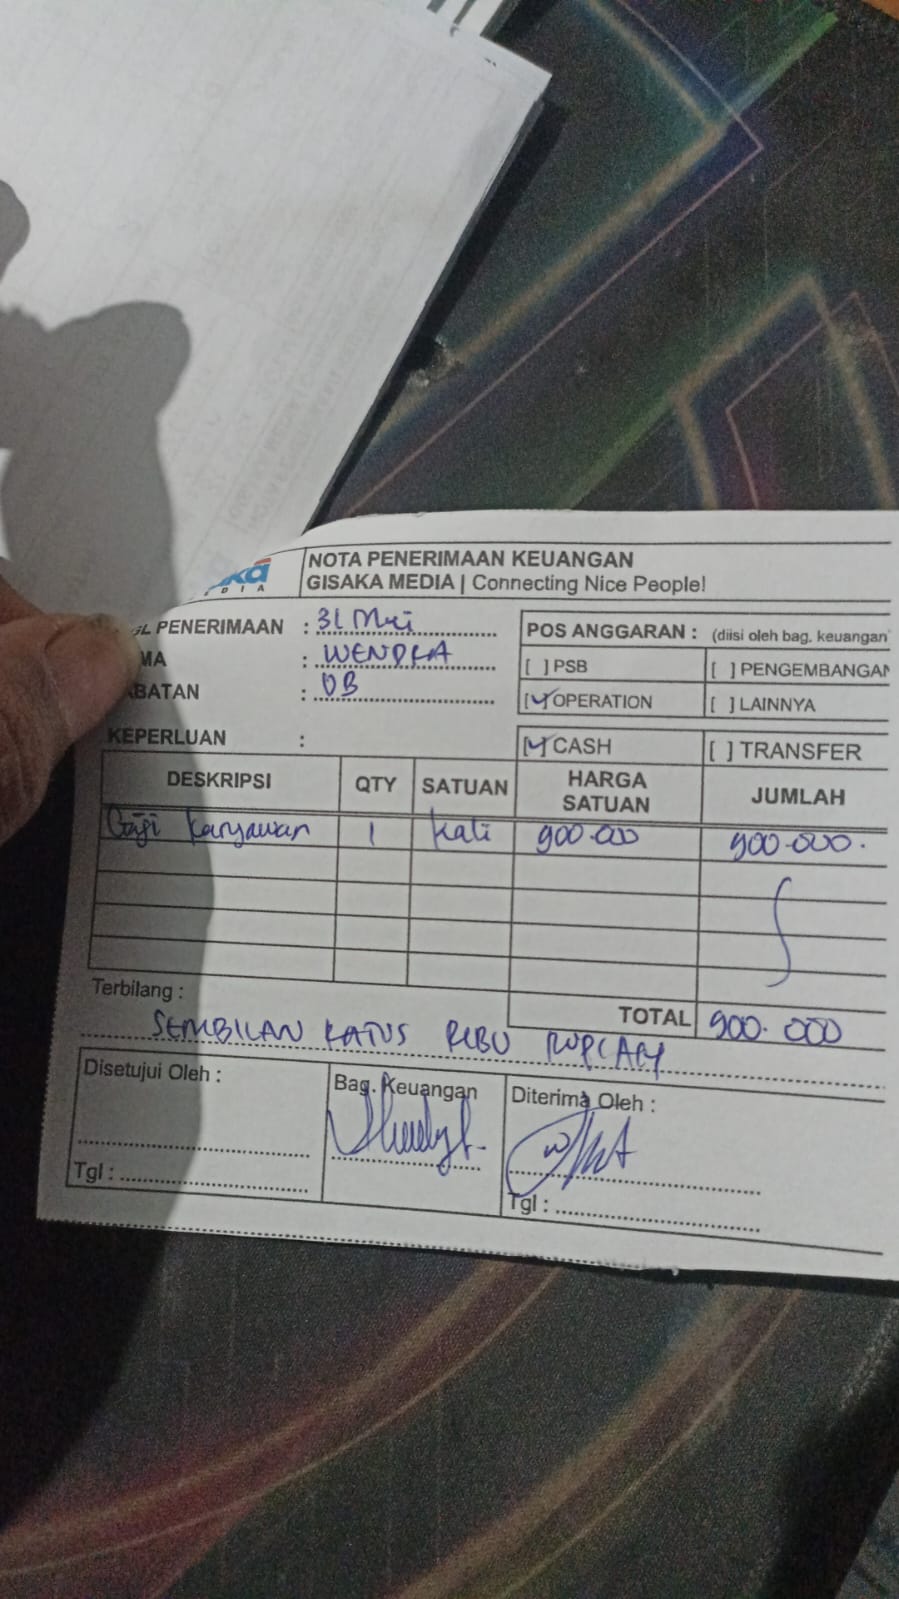 NOTA PENERIMAAN KEUANGAN
GISAKA MEDIA | Connecting Nice People!
GL PENERIMAAN : 31 Mei
MA : WENDRA
BATAN : OB
KEPERLUAN :
POS ANGGARAN : (diisi oleh bag. keuangan
[ ] PSB [ ] PENGEMBANGAN
[✓] OPERATION [ ] LAINNYA
[✓] CASH [ ] TRANSFER
DESKRIPSI QTY SATUAN HARGA SATUAN JUMLAH
Gaji Karyawan 1 Kali 900.000 900.000.
Terbilang :
TOTAL 900.000
SEMBILAN RATUS RIBU RUPIAH
Disetujui Oleh : Bag. Keuangan Diterima Oleh :
Tgl : Tgl :